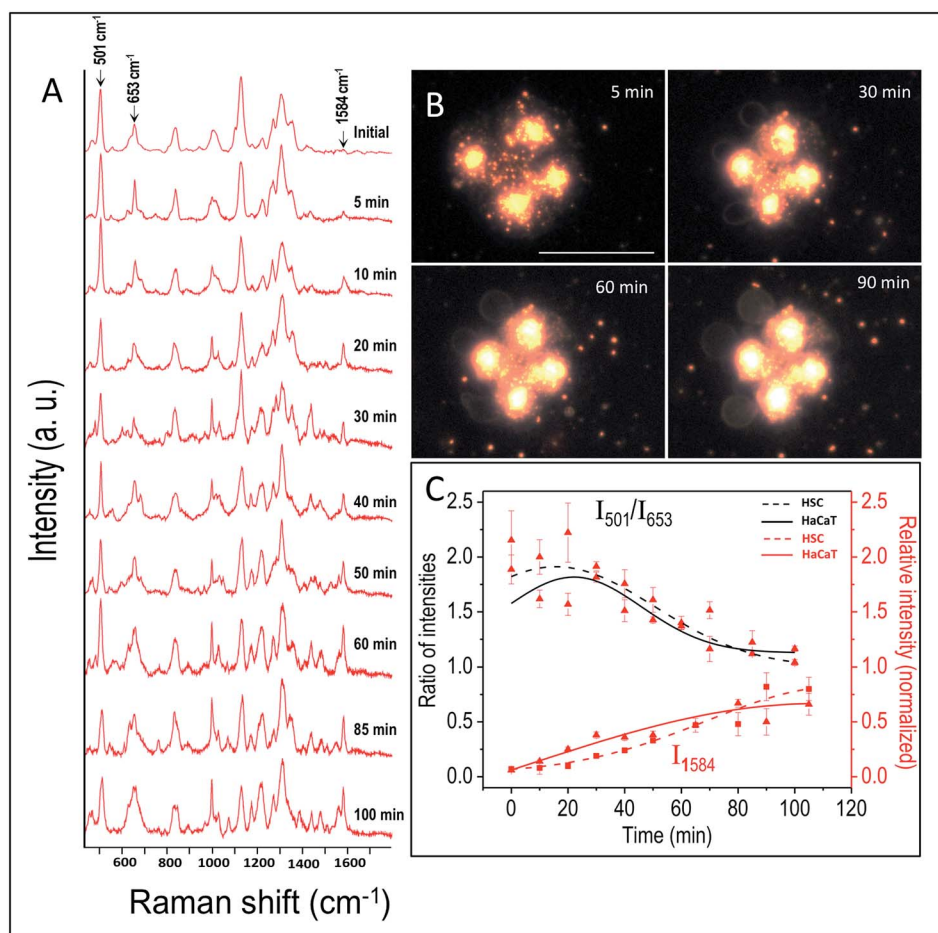 A
501 cm-1
653 cm-1
1584 cm-1
Initial
5 min
10 min
20 min
30 min
40 min
50 min
60 min
85 min
100 min
Intensity (a. u.)
600 800 1000 1200 1400 1600
Raman shift (cm-1)
B
5 min
30 min
60 min
90 min
C
I501/I653
HSC
HaCaT
HSC
HaCaT
I1584
Ratio of intensities
2.5
2.0
1.5
1.0
0.5
0.0
Relative intensity (normalized)
2.5
2.0
1.5
1.0
0.5
0.0
0 20 40 60 80 100 120
Time (min)